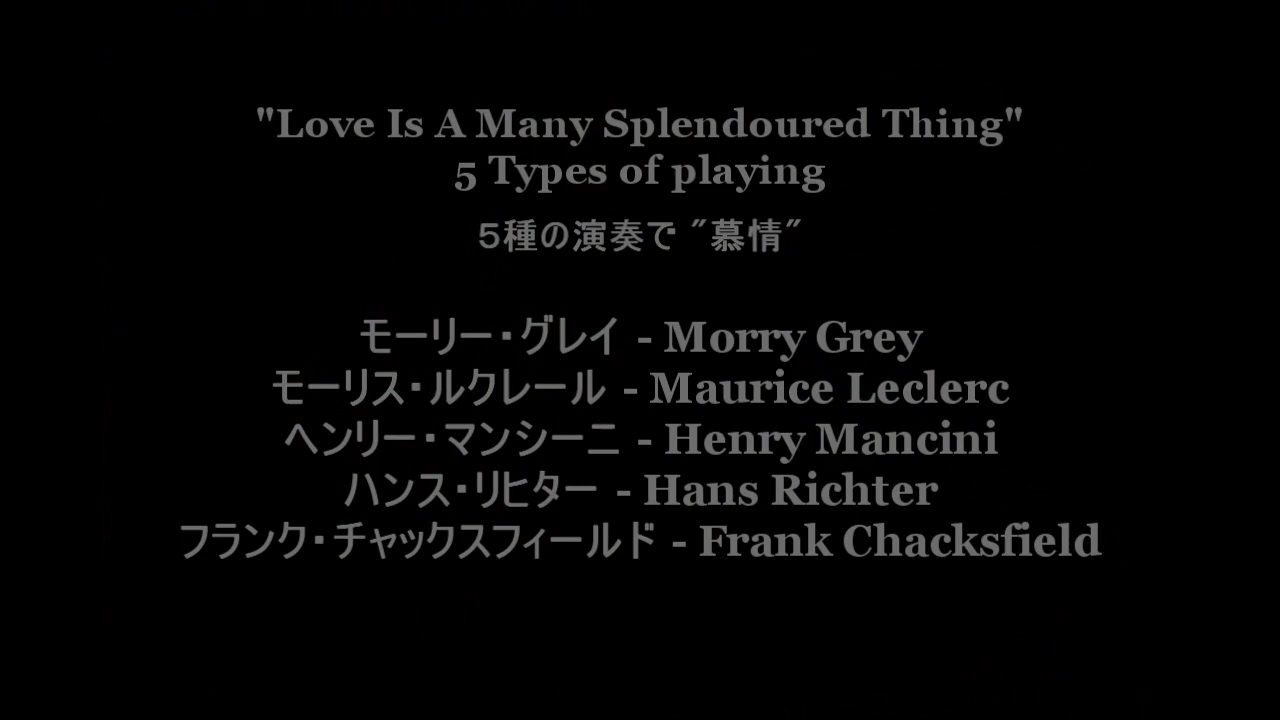 "Love Is A Many Splendoured Thing"
5 Types of playing
５種の演奏で ″慕情″
モーリー・グレイ - Morry Grey
モーリス・ルクレール - Maurice Leclerc
ヘンリー・マンシーニ - Henry Mancini
ハンス・リヒター - Hans Richter
フランク・チャックスフィールド - Frank Chacksfield